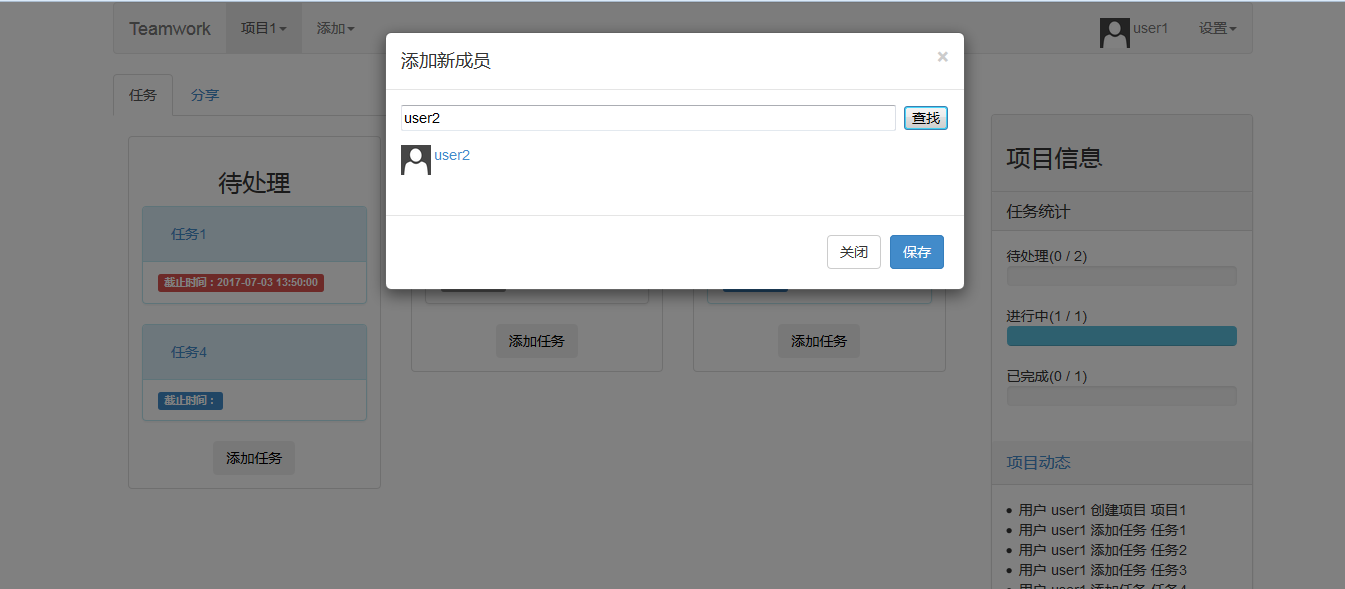 Teamwork 项目1 添加 user1 设置
添加新成员 ×
user2 查找
user2
关闭 保存
任务 分享
待处理
任务1
截止时间：2017-07-03 13:50:00
任务4
截止时间：
添加任务
添加任务
添加任务
项目信息
任务统计
待处理(0 / 2)
进行中(1 / 1)
已完成(0 / 1)
项目动态
用户 user1 创建项目 项目1
用户 user1 添加任务 任务1
用户 user1 添加任务 任务2
用户 user1 添加任务 任务3